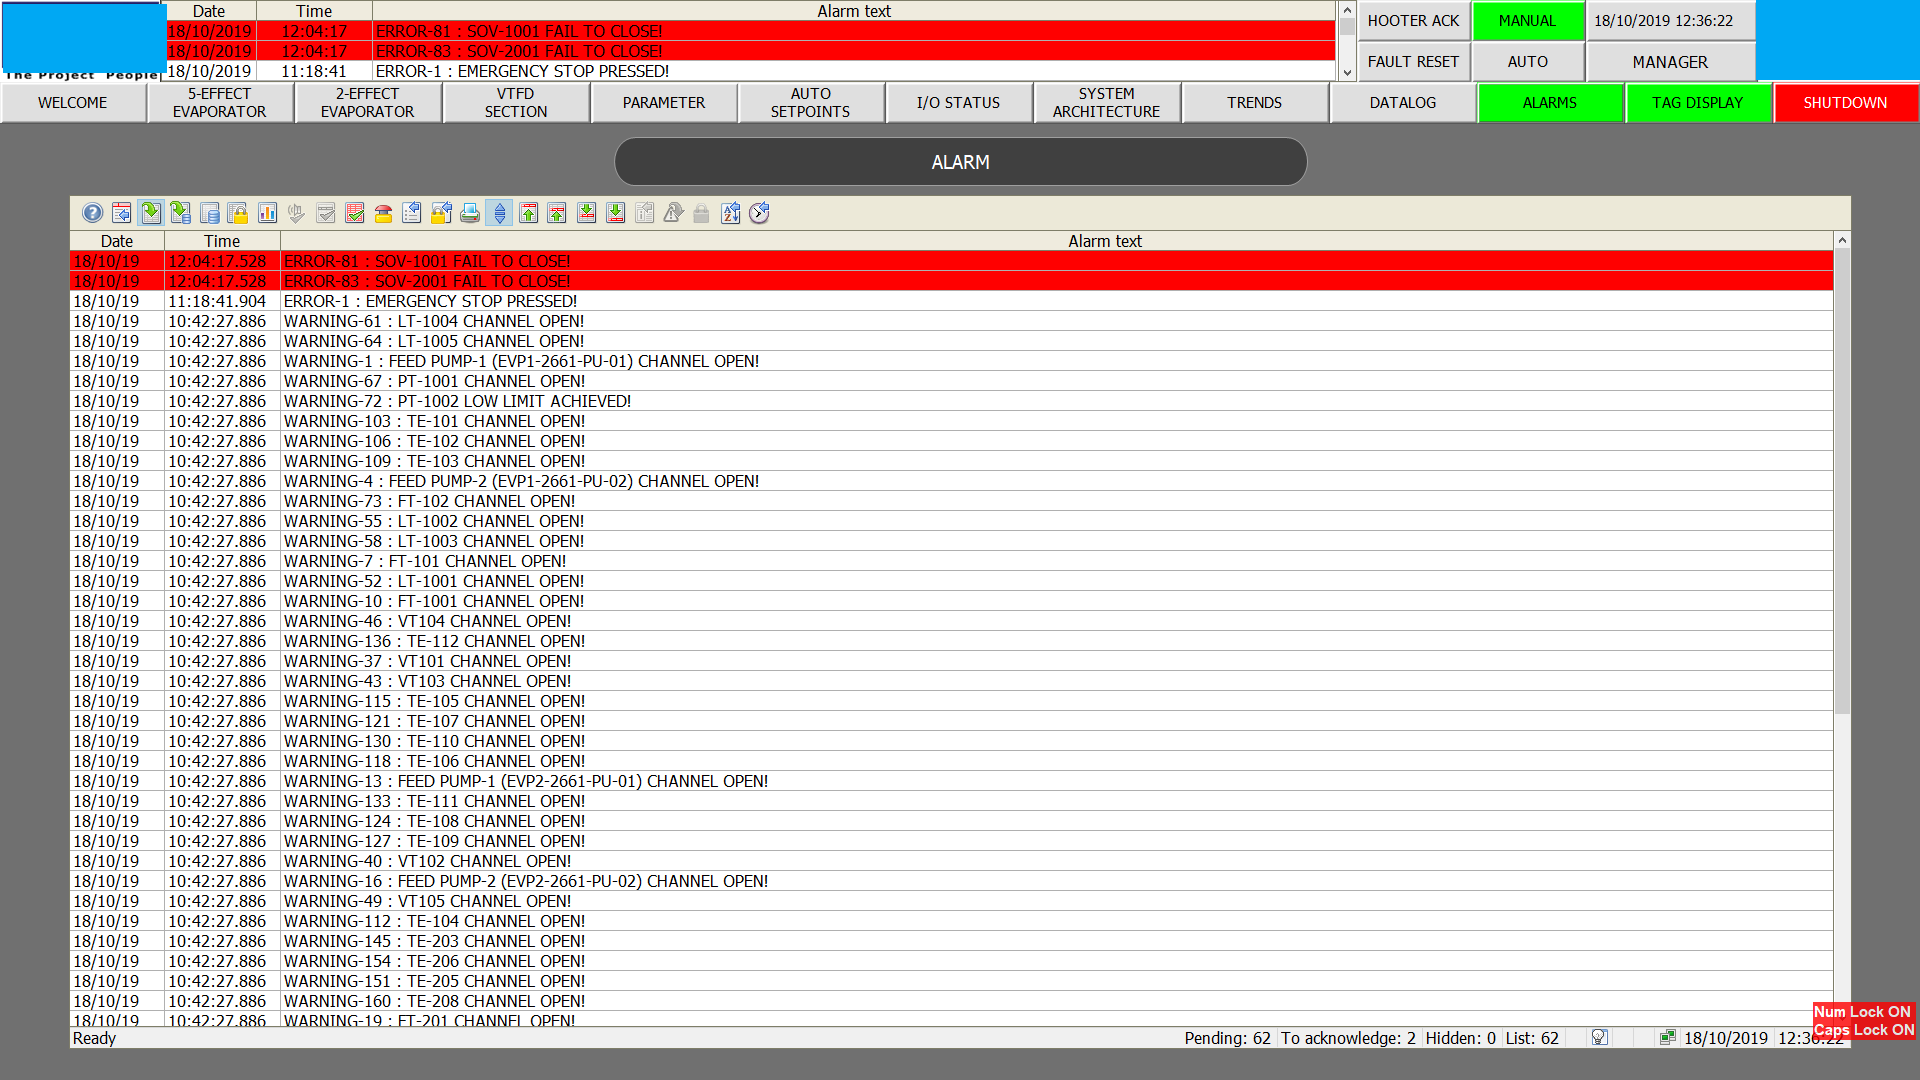 Date Time Alarm text
18/10/2019 12:04:17 ERROR-81 : SOV-1001 FAIL TO CLOSE!
18/10/2019 12:04:17 ERROR-83 : SOV-2001 FAIL TO CLOSE!
18/10/2019 11:18:41 ERROR-1 : EMERGENCY STOP PRESSED!
The Project People
HOOTER ACK MANUAL 18/10/2019 12:36:22
FAULT RESET AUTO MANAGER
WELCOME
5-EFFECT
EVAPORATOR
2-EFFECT
EVAPORATOR
VTFD
SECTION
PARAMETER
AUTO
SETPOINTS
I/O STATUS
SYSTEM
ARCHITECTURE
TRENDS
DATALOG
ALARMS
TAG DISPLAY
SHUTDOWN
ALARM
Date Time Alarm text
18/10/19 12:04:17.528 ERROR-81 : SOV-1001 FAIL TO CLOSE!
18/10/19 12:04:17.528 ERROR-83 : SOV-2001 FAIL TO CLOSE!
18/10/19 11:18:41.904 ERROR-1 : EMERGENCY STOP PRESSED!
18/10/19 10:42:27.886 WARNING-61 : LT-1004 CHANNEL OPEN!
18/10/19 10:42:27.886 WARNING-64 : LT-1005 CHANNEL OPEN!
18/10/19 10:42:27.886 WARNING-1 : FEED PUMP-1 (EVP1-2661-PU-01) CHANNEL OPEN!
18/10/19 10:42:27.886 WARNING-67 : PT-1001 CHANNEL OPEN!
18/10/19 10:42:27.886 WARNING-72 : PT-1002 LOW LIMIT ACHIEVED!
18/10/19 10:42:27.886 WARNING-103 : TE-101 CHANNEL OPEN!
18/10/19 10:42:27.886 WARNING-106 : TE-102 CHANNEL OPEN!
18/10/19 10:42:27.886 WARNING-109 : TE-103 CHANNEL OPEN!
18/10/19 10:42:27.886 WARNING-4 : FEED PUMP-2 (EVP1-2661-PU-02) CHANNEL OPEN!
18/10/19 10:42:27.886 WARNING-73 : FT-102 CHANNEL OPEN!
18/10/19 10:42:27.886 WARNING-55 : LT-1002 CHANNEL OPEN!
18/10/19 10:42:27.886 WARNING-58 : LT-1003 CHANNEL OPEN!
18/10/19 10:42:27.886 WARNING-7 : FT-101 CHANNEL OPEN!
18/10/19 10:42:27.886 WARNING-52 : LT-1001 CHANNEL OPEN!
18/10/19 10:42:27.886 WARNING-10 : FT-1001 CHANNEL OPEN!
18/10/19 10:42:27.886 WARNING-46 : VT104 CHANNEL OPEN!
18/10/19 10:42:27.886 WARNING-136 : TE-112 CHANNEL OPEN!
18/10/19 10:42:27.886 WARNING-37 : VT101 CHANNEL OPEN!
18/10/19 10:42:27.886 WARNING-43 : VT103 CHANNEL OPEN!
18/10/19 10:42:27.886 WARNING-115 : TE-105 CHANNEL OPEN!
18/10/19 10:42:27.886 WARNING-121 : TE-107 CHANNEL OPEN!
18/10/19 10:42:27.886 WARNING-130 : TE-110 CHANNEL OPEN!
18/10/19 10:42:27.886 WARNING-118 : TE-106 CHANNEL OPEN!
18/10/19 10:42:27.886 WARNING-13 : FEED PUMP-1 (EVP2-2661-PU-01) CHANNEL OPEN!
18/10/19 10:42:27.886 WARNING-133 : TE-111 CHANNEL OPEN!
18/10/19 10:42:27.886 WARNING-124 : TE-108 CHANNEL OPEN!
18/10/19 10:42:27.886 WARNING-127 : TE-109 CHANNEL OPEN!
18/10/19 10:42:27.886 WARNING-40 : VT102 CHANNEL OPEN!
18/10/19 10:42:27.886 WARNING-16 : FEED PUMP-2 (EVP2-2661-PU-02) CHANNEL OPEN!
18/10/19 10:42:27.886 WARNING-49 : VT105 CHANNEL OPEN!
18/10/19 10:42:27.886 WARNING-112 : TE-104 CHANNEL OPEN!
18/10/19 10:42:27.886 WARNING-145 : TE-203 CHANNEL OPEN!
18/10/19 10:42:27.886 WARNING-154 : TE-206 CHANNEL OPEN!
18/10/19 10:42:27.886 WARNING-151 : TE-205 CHANNEL OPEN!
18/10/19 10:42:27.886 WARNING-160 : TE-208 CHANNEL OPEN!
18/10/19 10:42:27.886 WARNING-19 : FT-201 CHANNEL OPEN!
Num Lock ON
Caps Lock ON
Ready Pending: 62 To acknowledge: 2 Hidden: 0 List: 62 18/10/2019 12:36:22